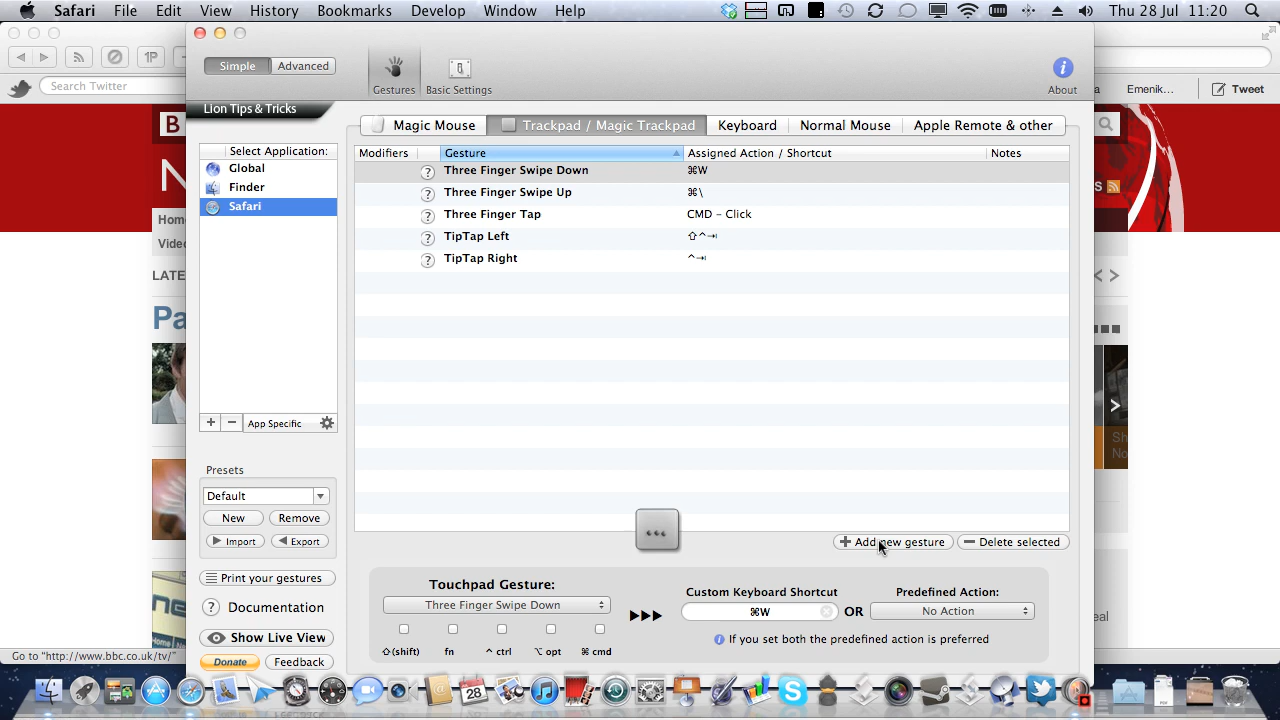 Safari File Edit View History Bookmarks Develop Window Help Thu 28 Jul 11:20
1P
Search Twitter
Emenik... Tweet
Simple Advanced
Gestures Basic Settings About
Lion Tips & Tricks
Magic Mouse Trackpad / Magic Trackpad Keyboard Normal Mouse Apple Remote & other
B
N
Hom
Vide
LATE
Pa
Select Application:
Global
Finder
Safari
Modifiers Gesture Assigned Action / Shortcut Notes
? Three Finger Swipe Down ⌘W
? Three Finger Swipe Up ⌘\
? Three Finger Tap CMD – Click
? TipTap Left ⇧^⇥
? TipTap Right ^⇥
+ − App Specific
Presets
Default
New Remove
Import Export
Print your gestures
? Documentation
Show Live View
Donate Feedback
...
+ Add new gesture − Delete selected
Touchpad Gesture:
Three Finger Swipe Down
⇧(shift) fn ^ ctrl ⌥ opt ⌘ cmd
Custom Keyboard Shortcut
⌘W
OR
Predefined Action:
No Action
If you set both the predefined action is preferred
Go to "http://www.bbc.co.uk/tv/"
28